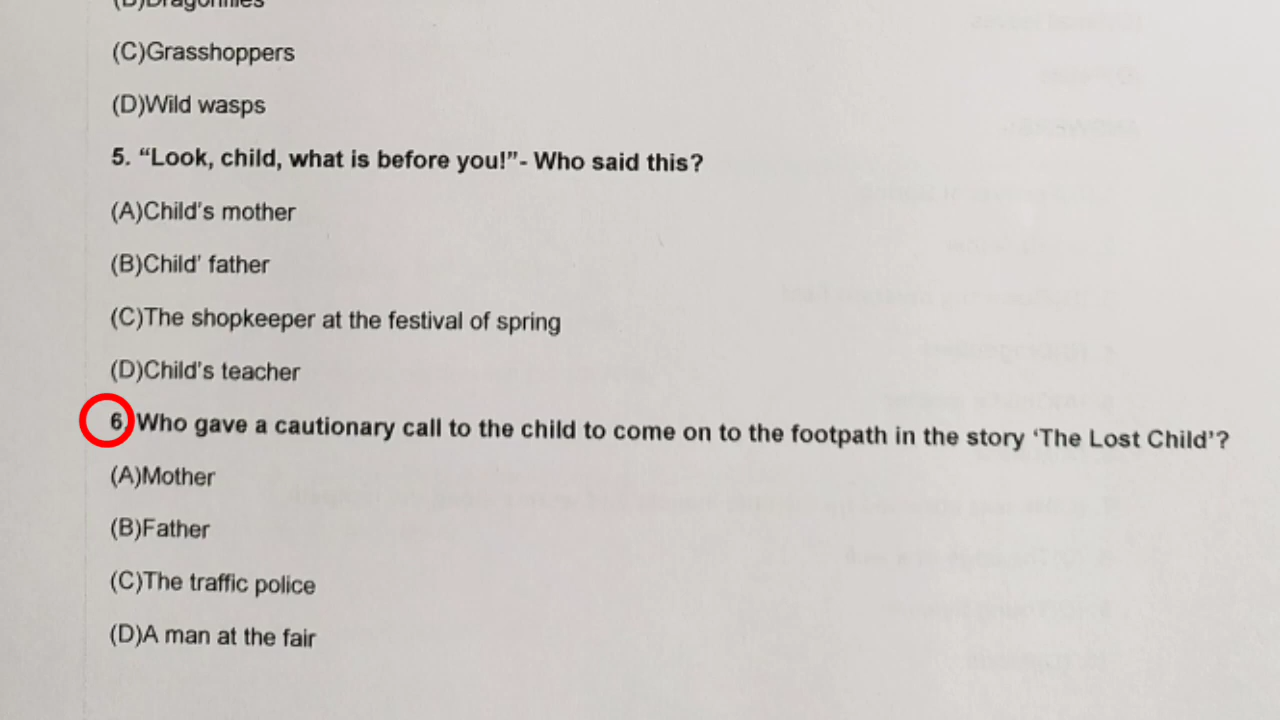 (B)Dragonflies
(C)Grasshoppers
(D)Wild wasps
5. “Look, child, what is before you!”- Who said this?
(A)Child’s mother
(B)Child’ father
(C)The shopkeeper at the festival of spring
(D)Child’s teacher
6. Who gave a cautionary call to the child to come on to the footpath in the story ‘The Lost Child’?
(A)Mother
(B)Father
(C)The traffic police
(D)A man at the fair